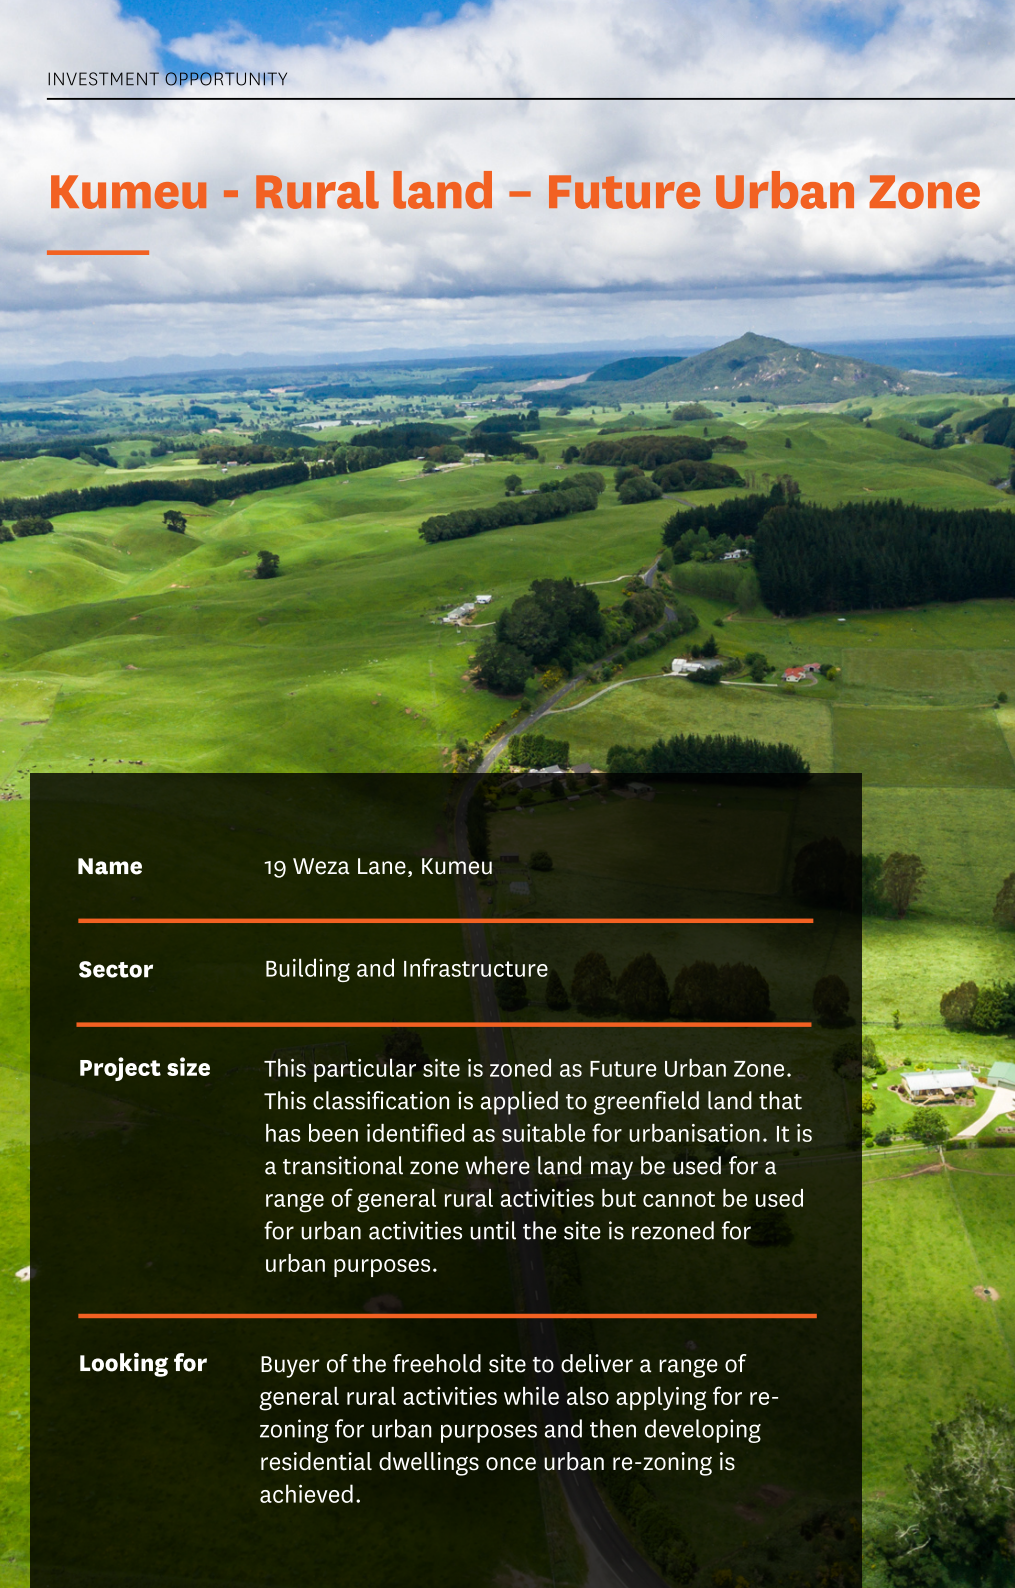 INVESTMENT OPPORTUNITY
Kumeu - Rural land – Future Urban Zone
Name
19 Weza Lane, Kumeu
Sector
Building and Infrastructure
Project size
This particular site is zoned as Future Urban Zone.
This classification is applied to greenfield land that
has been identified as suitable for urbanisation. It is
a transitional zone where land may be used for a
range of general rural activities but cannot be used
for urban activities until the site is rezoned for
urban purposes.
Looking for
Buyer of the freehold site to deliver a range of
general rural activities while also applying for re-
zoning for urban purposes and then developing
residential dwellings once urban re-zoning is
achieved.